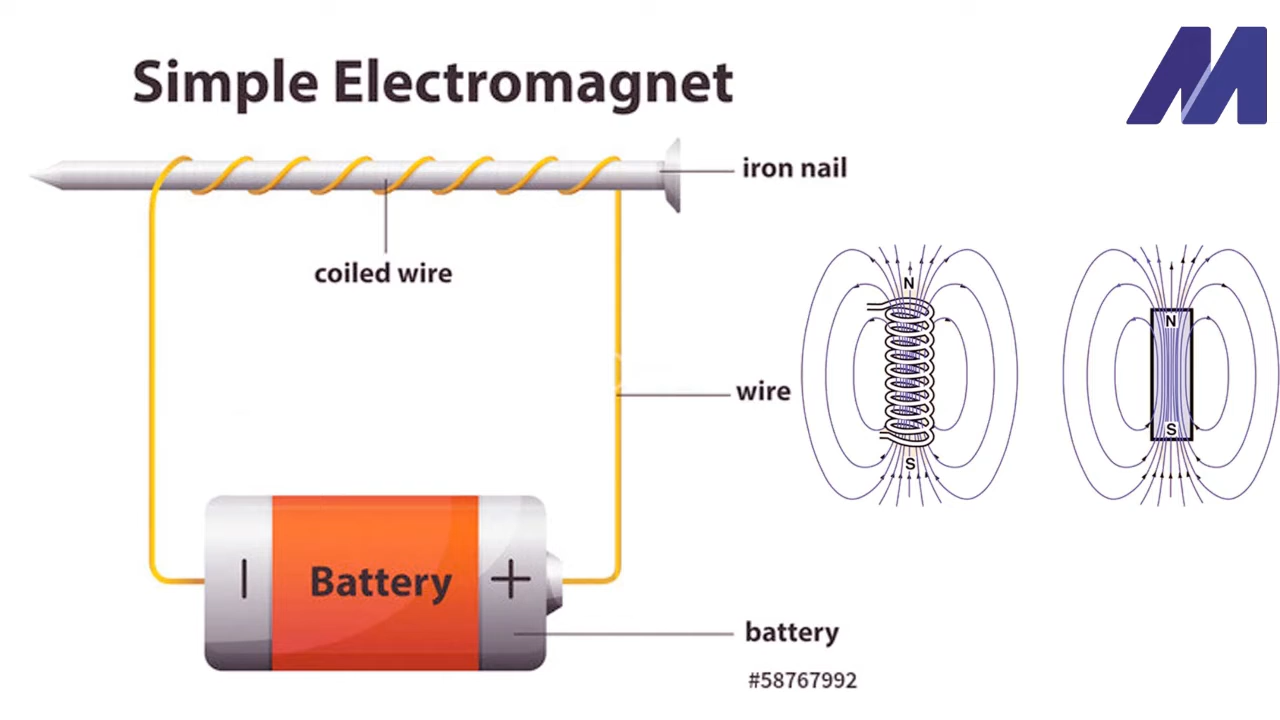 Simple Electromagnet
iron nail
coiled wire
N
N
wire
S
S
Battery
battery
#58767992